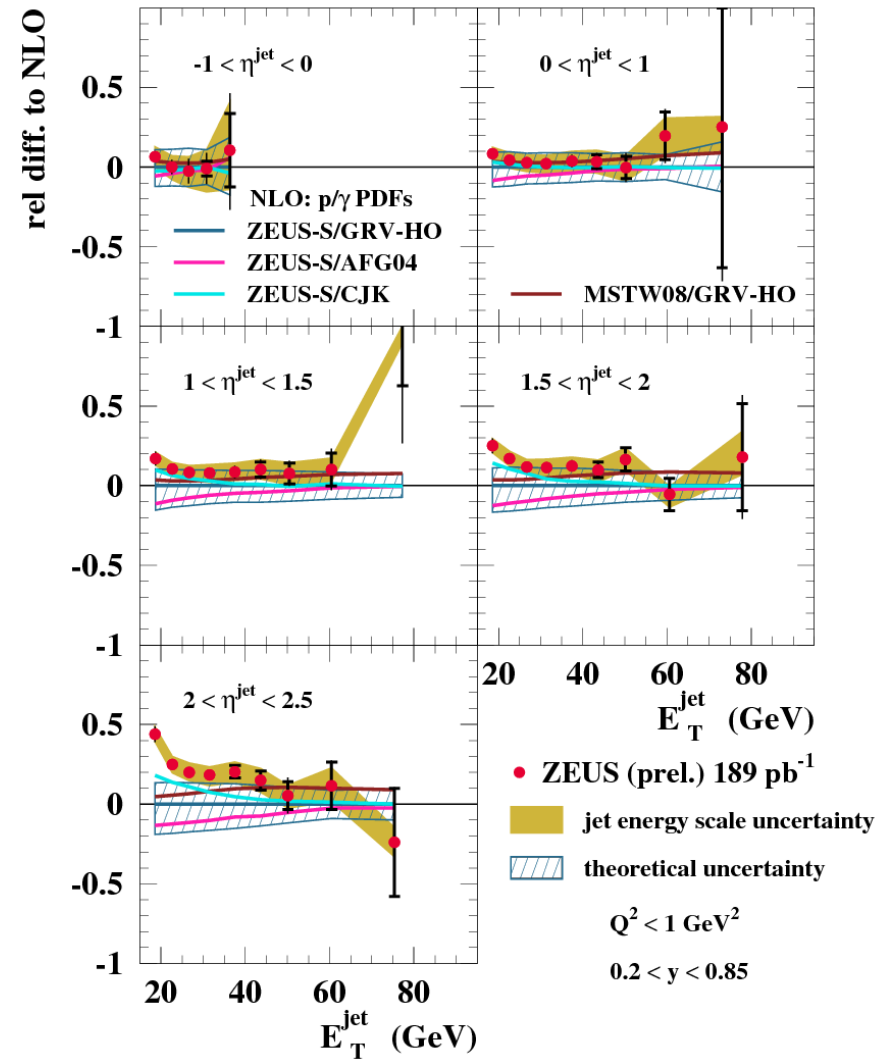 rel diff. to NLO
-1 < η^jet < 0
0 < η^jet < 1
0.5
0
-0.5
-1
NLO: p/γ PDFs
ZEUS-S/GRV-HO
ZEUS-S/AFG04
ZEUS-S/CJK
MSTW08/GRV-HO
1 < η^jet < 1.5
1.5 < η^jet < 2
0.5
0
-0.5
-1
20 40 60 80
E_T^jet (GeV)
2 < η^jet < 2.5
0.5
0
-0.5
-1
20 40 60 80
E_T^jet (GeV)
ZEUS (prel.) 189 pb^-1
jet energy scale uncertainty
theoretical uncertainty
Q^2 < 1 GeV^2
0.2 < y < 0.85